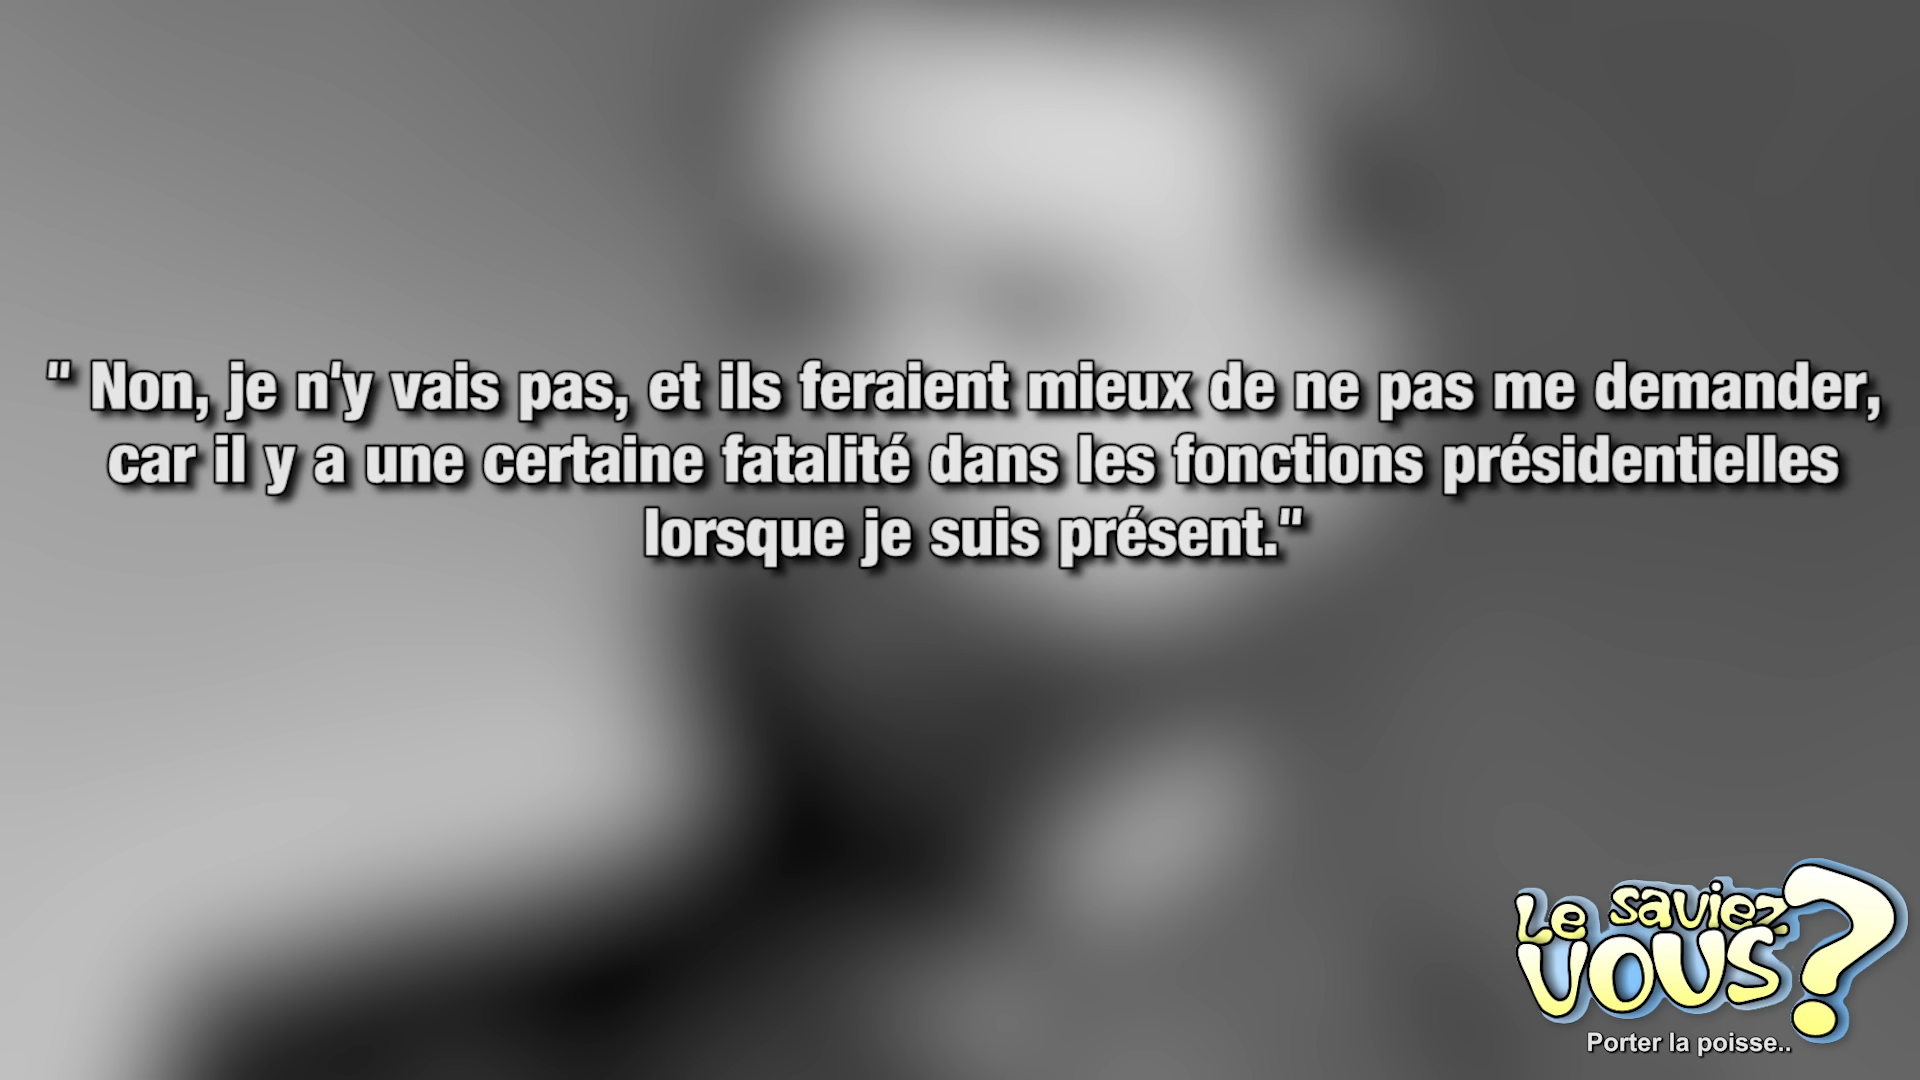 " Non, je n'y vais pas, et ils feraient mieux de ne pas me demander,
car il y a une certaine fatalité dans les fonctions présidentielles
lorsque je suis présent."
Le saviez
vous?
Porter la poisse..